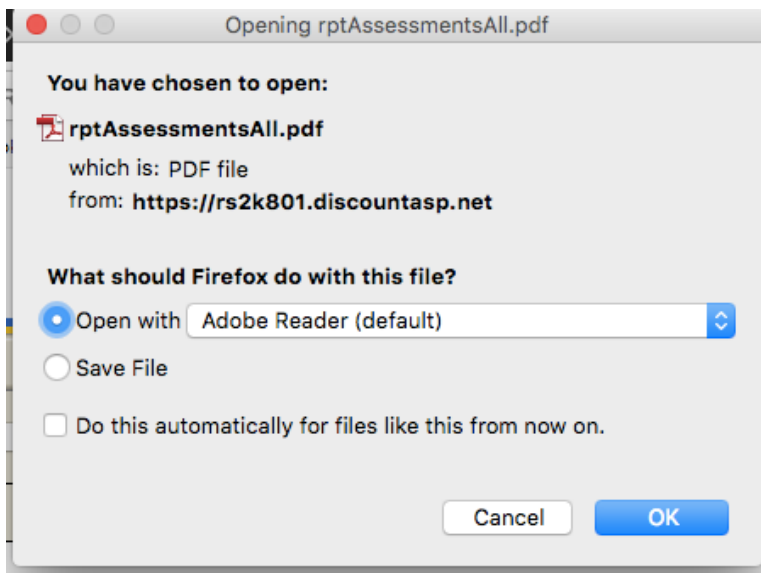 Opening rptAssessmentsAll.pdf
You have chosen to open:
rptAssessmentsAll.pdf
which is: PDF file
from: https://rs2k801.discountasp.net
What should Firefox do with this file?
Open with Adobe Reader (default)
Save File
Do this automatically for files like this from now on.
Cancel OK